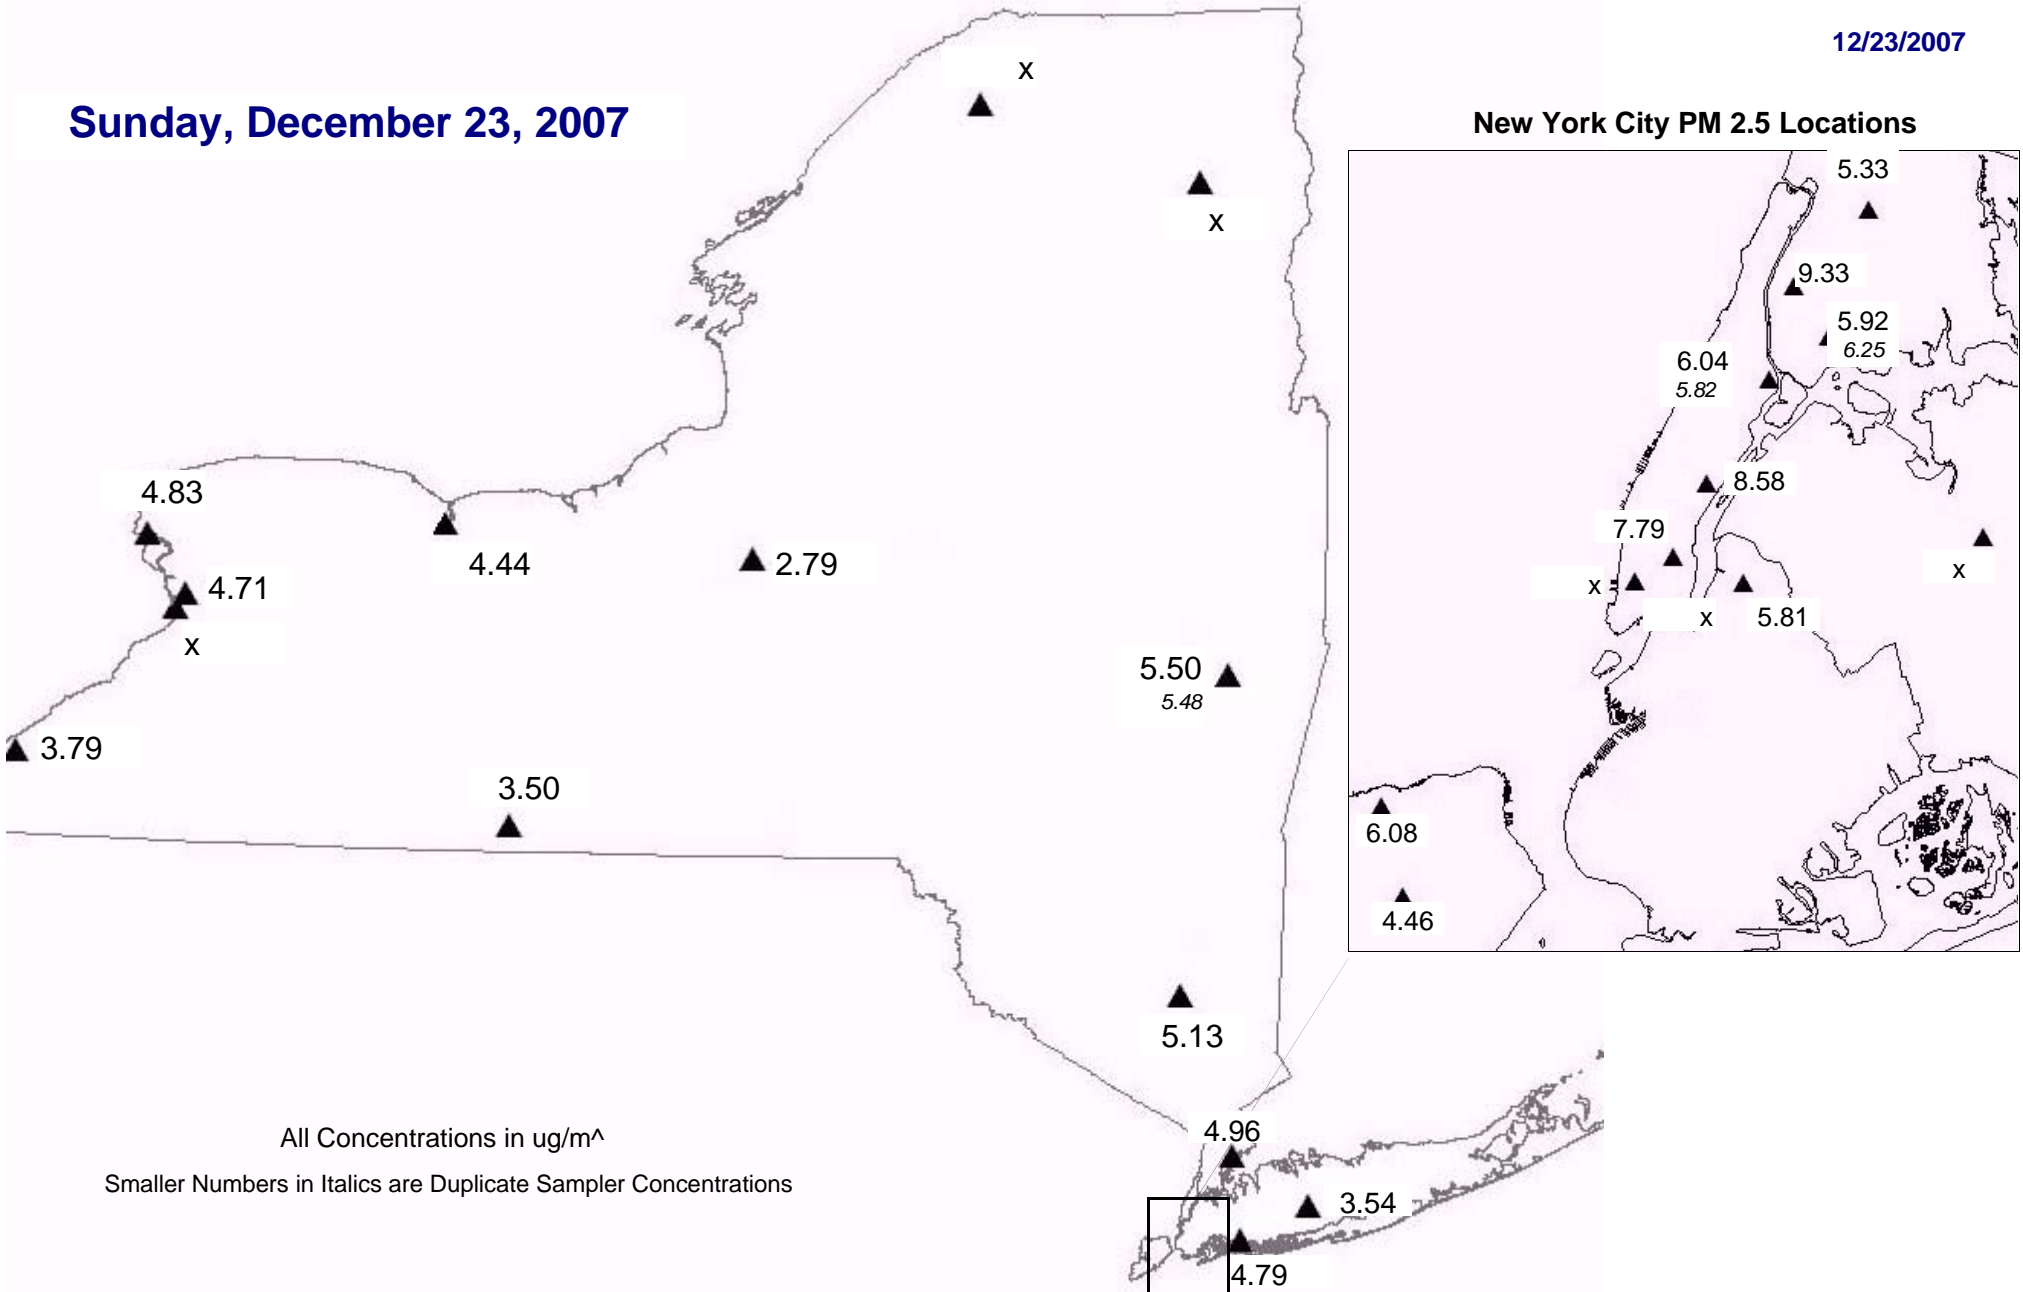 12/23/2007
Sunday, December 23, 2007
New York City PM 2.5 Locations
x
x
4.83
4.71
x
4.44
2.79
3.79
3.50
5.50
5.48
5.13
4.96
3.54
4.79
5.33
9.33
5.92
6.25
6.04
5.82
8.58
7.79
x
x
5.81
x
6.08
4.46
All Concentrations in ug/m^
Smaller Numbers in Italics are Duplicate Sampler Concentrations